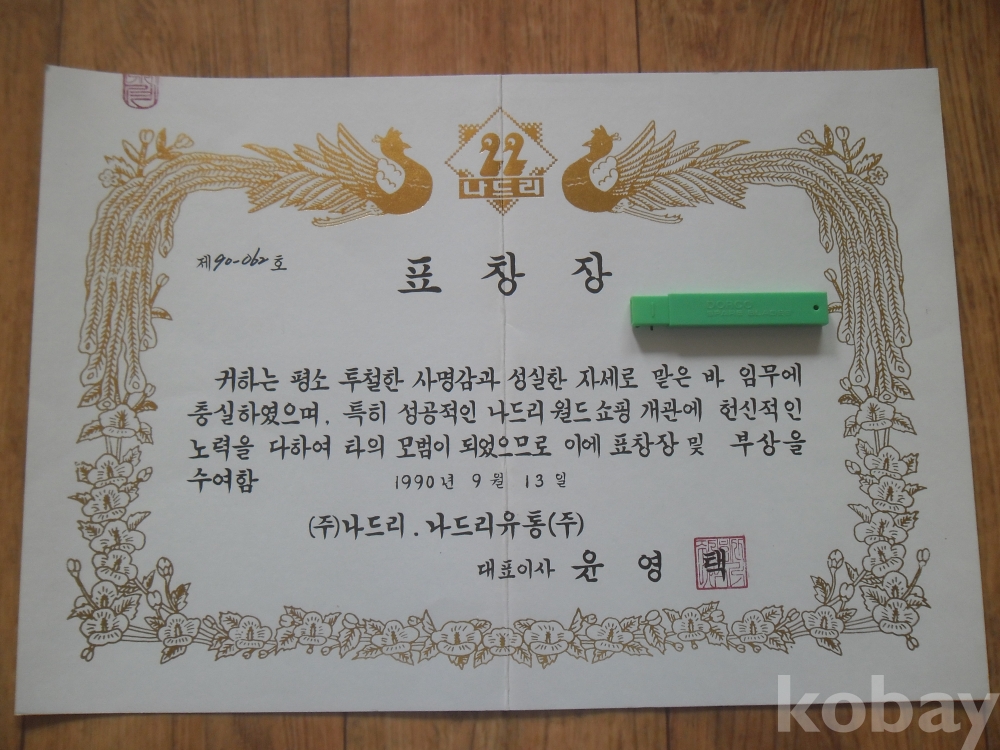 22
나드리
제90-062호
표창장
귀하는 평소 투철한 사명감과 성실한 자세로 맡은 바 임무에
충실하였으며, 특히 성공적인 나드리월드쇼핑 개관에 헌신적인
노력을 다하여 타의 모범이 되었으므로 이에 표창장 및 부상을
수여함
1990년 9월 13일
(주)나드리. 나드리유통(주)
대표이사 윤영택
kobay